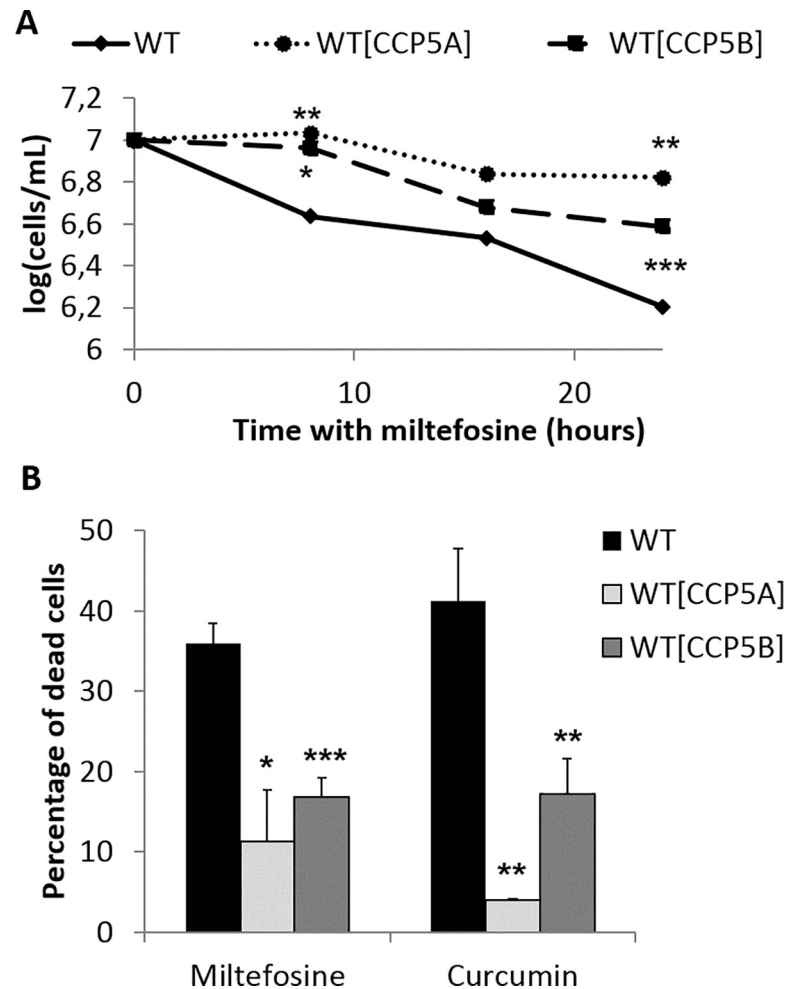 A
WT WT[CCP5A] WT[CCP5B]
7,2
7
6,8
6,6
6,4
6,2
6
log(cells/mL)
**
*
**
***
0 10 20
Time with miltefosine (hours)
B
50
40
30
20
10
0
Percentage of dead cells
WT
WT[CCP5A]
WT[CCP5B]
* ***
**
**
Miltefosine Curcumin